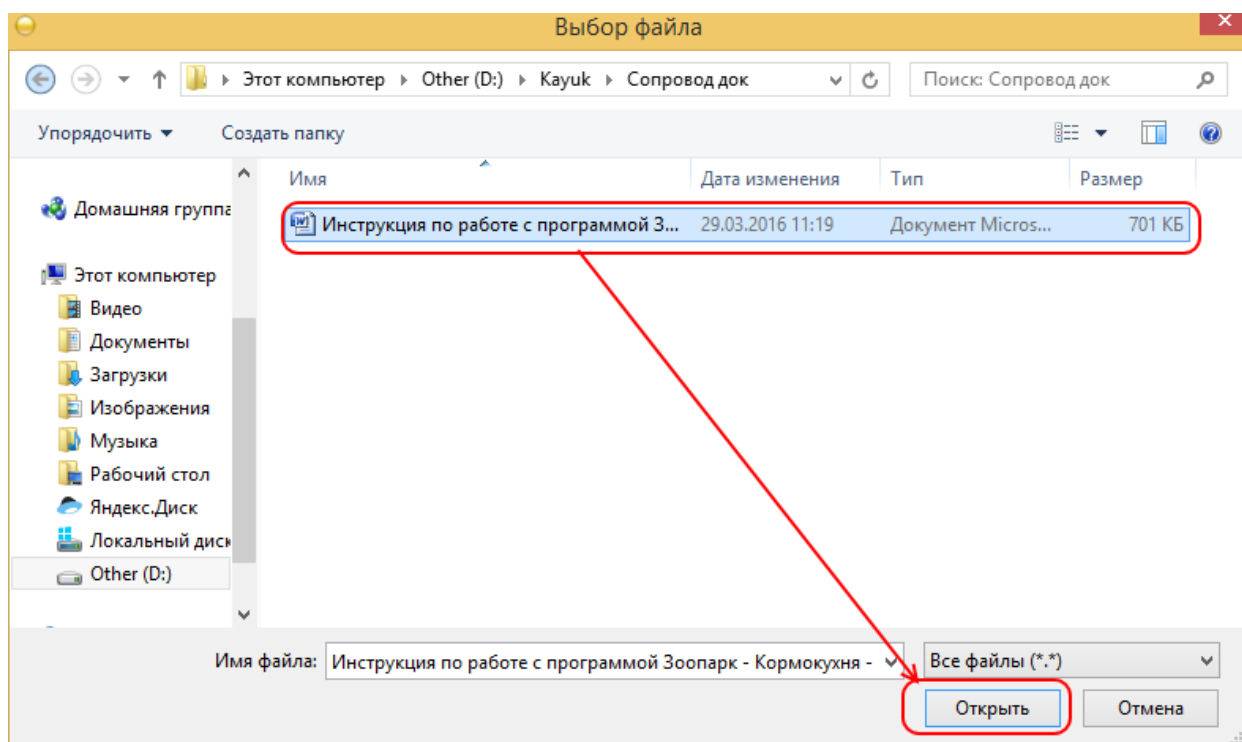 Выбор файла
Этот компьютер Other (D:) Kayuk Сопровод док Поиск: Сопровод док
Упорядочить Создать папку
Имя Дата изменения Тип Размер
Домашняя группа
Инструкция по работе с программой З... 29.03.2016 11:19 Документ Micros... 701 КБ
Этот компьютер
Видео
Документы
Загрузки
Изображения
Музыка
Рабочий стол
Яндекс.Диск
Локальный диск
Other (D:)
Имя файла: Инструкция по работе с программой Зоопарк - Кормокухня - Все файлы (*.*)
Открыть Отмена